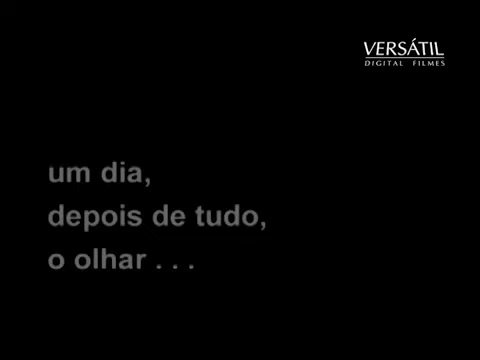 VERSÁTIL
DIGITAL FILMES
um dia,
depois de tudo,
o olhar . . .